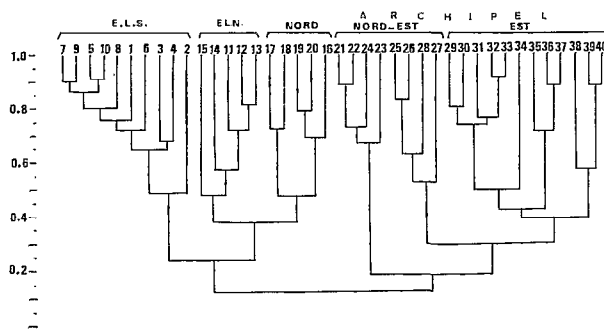 A R C H I P E L
E.L.S. ELN. NORD NORD-EST EST
7 9 5 10 8 1 6 3 4 2 15 14 11 12 13 17 18 19 20 16 21 22 24 23 25 26 28 27 29 30 31 32 33 34 35 36 37 38 39 40
1.0
0.8
0.6
0.4
0.2